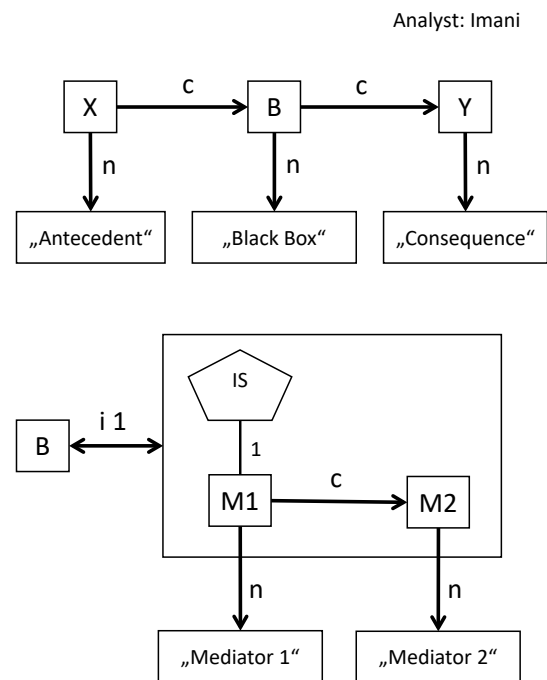 Analyst: Imani
c c
X B Y
n n n
„Antecedent“ „Black Box“ „Consequence“
IS
i 1
B
1
c
M1 M2
n n
„Mediator 1“ „Mediator 2“